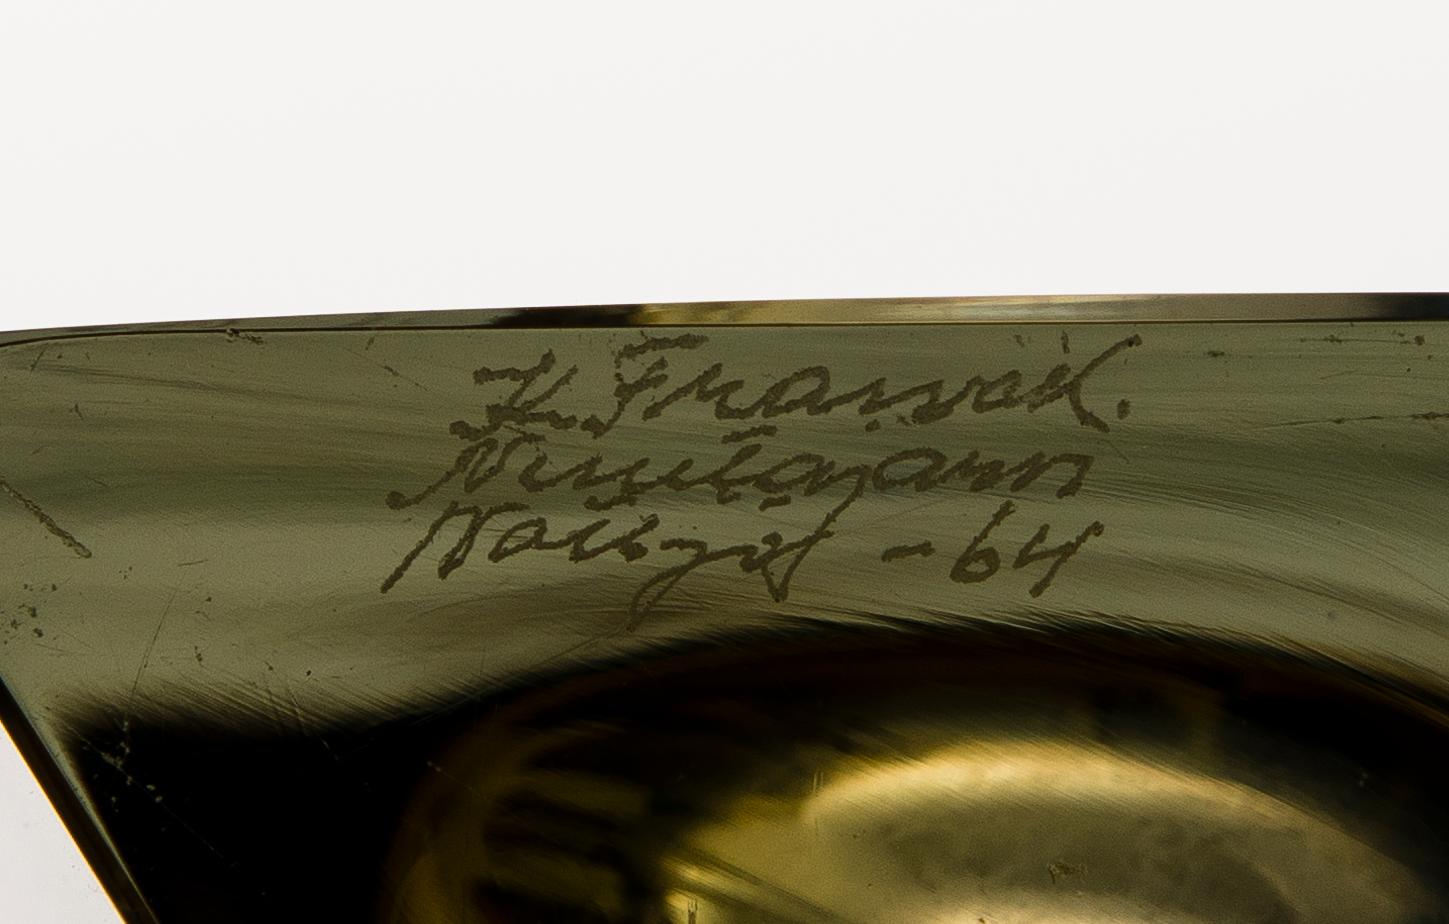 K. Franck.
Nuutajärvi
Notsjö -64